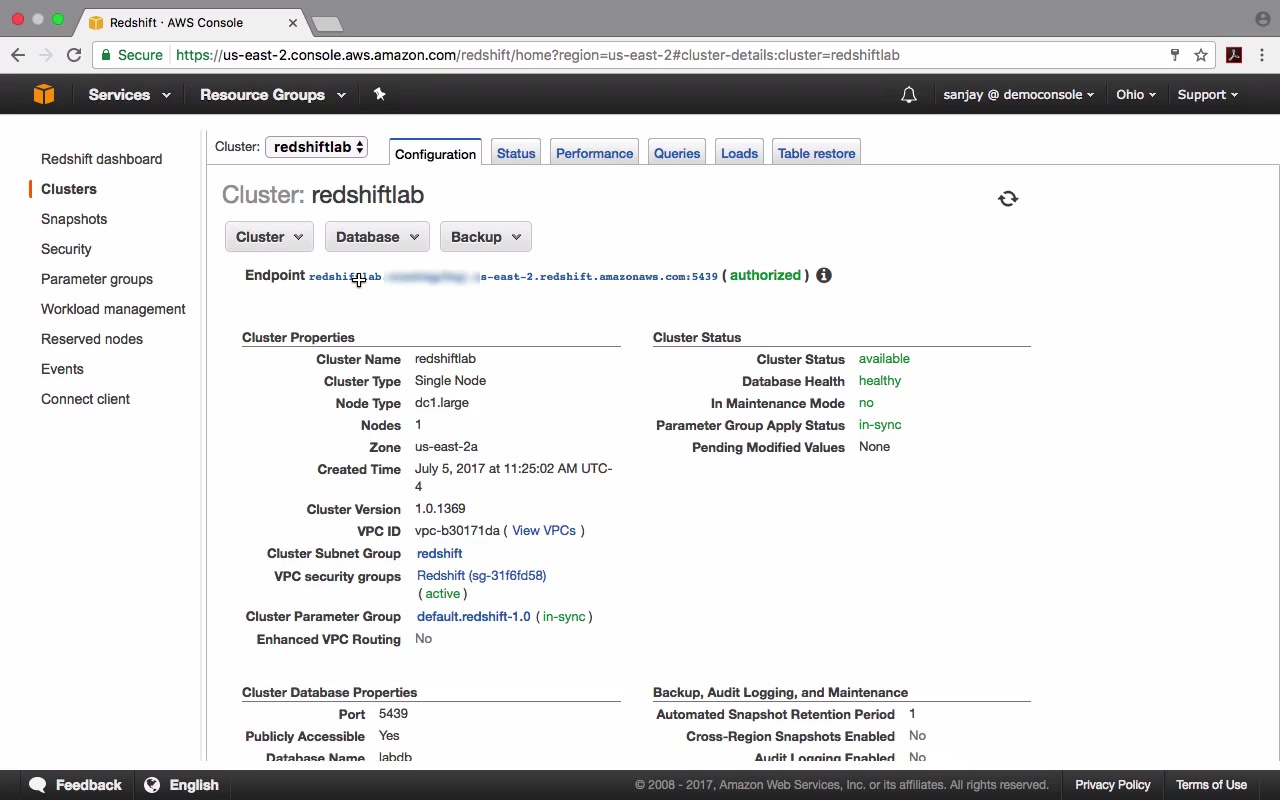 Redshift · AWS Console
Secure https://us-east-2.console.aws.amazon.com/redshift/home?region=us-east-2#cluster-details:cluster=redshiftlab
Services Resource Groups sanjay @ democonsole Ohio Support
Redshift dashboard
Clusters
Snapshots
Security
Parameter groups
Workload management
Reserved nodes
Events
Connect client
Cluster: redshiftlab Configuration Status Performance Queries Loads Table restore
Cluster: redshiftlab
Cluster Database Backup
Endpoint redshiftlab s-east-2.redshift.amazonaws.com:5439 ( authorized )
Cluster Properties
Cluster Name redshiftlab
Cluster Type Single Node
Node Type dc1.large
Nodes 1
Zone us-east-2a
Created Time July 5, 2017 at 11:25:02 AM UTC-
4
Cluster Version 1.0.1369
VPC ID vpc-b30171da ( View VPCs )
Cluster Subnet Group redshift
VPC security groups Redshift (sg-31f6fd58)
( active )
Cluster Parameter Group default.redshift-1.0 ( in-sync )
Enhanced VPC Routing No
Cluster Status
Cluster Status available
Database Health healthy
In Maintenance Mode no
Parameter Group Apply Status in-sync
Pending Modified Values None
Cluster Database Properties
Port 5439
Publicly Accessible Yes
Database Name labdb
Backup, Audit Logging, and Maintenance
Automated Snapshot Retention Period 1
Cross-Region Snapshots Enabled No
Audit Logging Enabled No
Feedback English © 2008 - 2017, Amazon Web Services, Inc. or its affiliates. All rights reserved. Privacy Policy Terms of Use